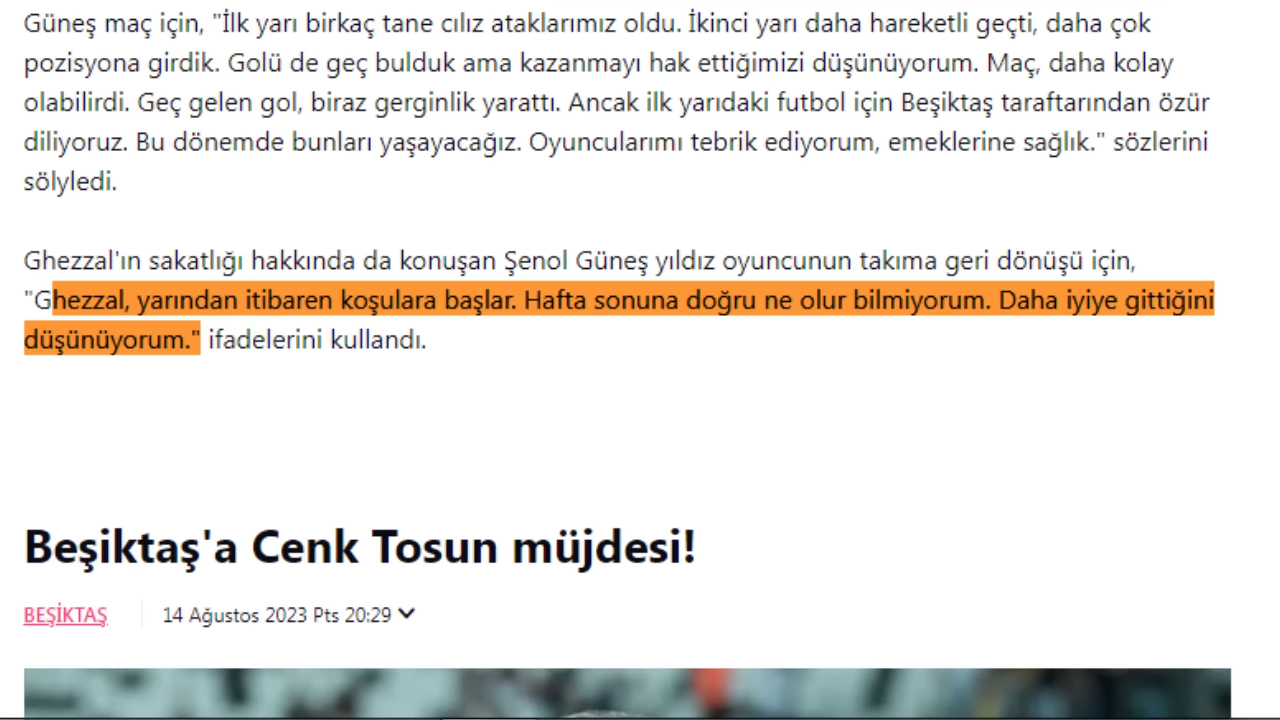 Güneş maç için, "İlk yarı birkaç tane cılız ataklarımız oldu. İkinci yarı daha hareketli geçti, daha çok
pozisyona girdik. Golü de geç bulduk ama kazanmayı hak ettiğimizi düşünüyorum. Maç, daha kolay
olabilirdi. Geç gelen gol, biraz gerginlik yarattı. Ancak ilk yarıdaki futbol için Beşiktaş taraftarından özür
diliyoruz. Bu dönemde bunları yaşayacağız. Oyuncularımı tebrik ediyorum, emeklerine sağlık." sözlerini
sölyledi.
Ghezzal'ın sakatlığı hakkında da konuşan Şenol Güneş yıldız oyuncunun takıma geri dönüşü için,
"Ghezzal, yarından itibaren koşulara başlar. Hafta sonuna doğru ne olur bilmiyorum. Daha iyiye gittiğini
düşünüyorum." ifadelerini kullandı.
Beşiktaş'a Cenk Tosun müjdesi!
BEŞİKTAŞ 14 Ağustos 2023 Pts 20:29